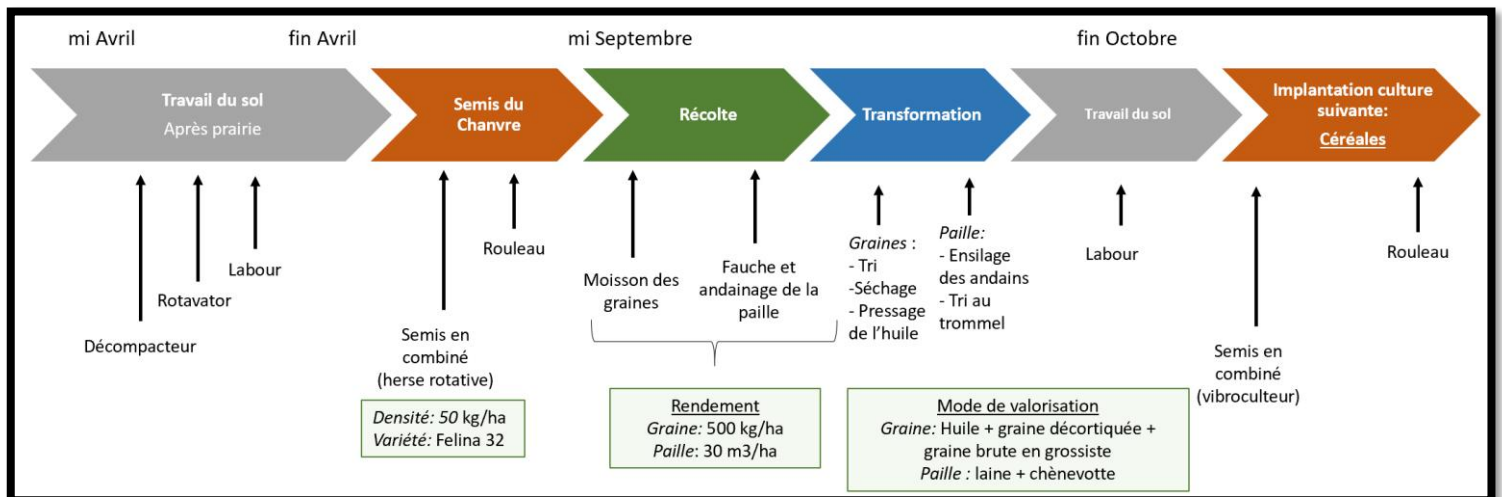 mi Avril
fin Avril
mi Septembre
fin Octobre
Travail du sol
Après prairie
Semis du
Chanvre
Récolte
Transformation
Travail du sol
Implantation culture
suivante:
Céréales
Décompacteur
Rotavator
Labour
Semis en
combiné
(herse rotative)
Rouleau
Densité: 50 kg/ha
Variété: Felina 32
Moisson des
graines
Fauche et
andainage de la
paille
Rendement
Graine: 500 kg/ha
Paille: 30 m3/ha
Graines :
- Tri
-Séchage
- Pressage
de l'huile
Paille:
- Ensilage
des andains
- Tri au
trommel
Mode de valorisation
Graine: Huile + graine décortiquée +
graine brute en grossiste
Paille : laine + chènevotte
Labour
Semis en
combiné
(vibroculteur)
Rouleau